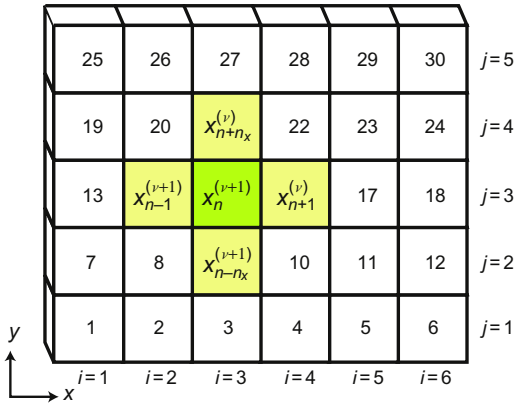 25 26 27 28 29 30 j=5
19 20 x_{n+n_x}^{(ν)} 22 23 24 j=4
13 x_{n–1}^{(ν+1)} x_n^{(ν+1)} x_{n+1}^{(ν)} 17 18 j=3
7 8 x_{n–n_x}^{(ν+1)} 10 11 12 j=2
1 2 3 4 5 6 j=1
y
i=1 i=2 i=3 i=4 i=5 i=6
x